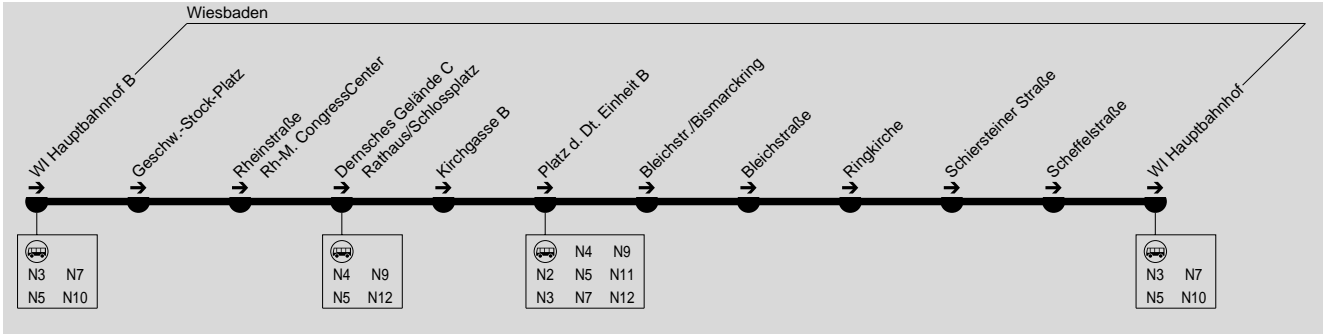 Wiesbaden
WI Hauptbahnhof B
Geschw.-Stock-Platz
Rheinstraße
Rh-M. CongressCenter
Dernsches Gelände C
Rathaus/Schlossplatz
Kirchgasse B
Platz d. Dt. Einheit B
Bleichstr./Bismarckring
Bleichstraße
Ringkirche
Schiersteiner Straße
Scheffelstraße
WI Hauptbahnhof
N3 N7
N5 N10
N4 N9
N5 N12
N4 N9
N2 N5 N11
N3 N7 N12
N3 N7
N5 N10